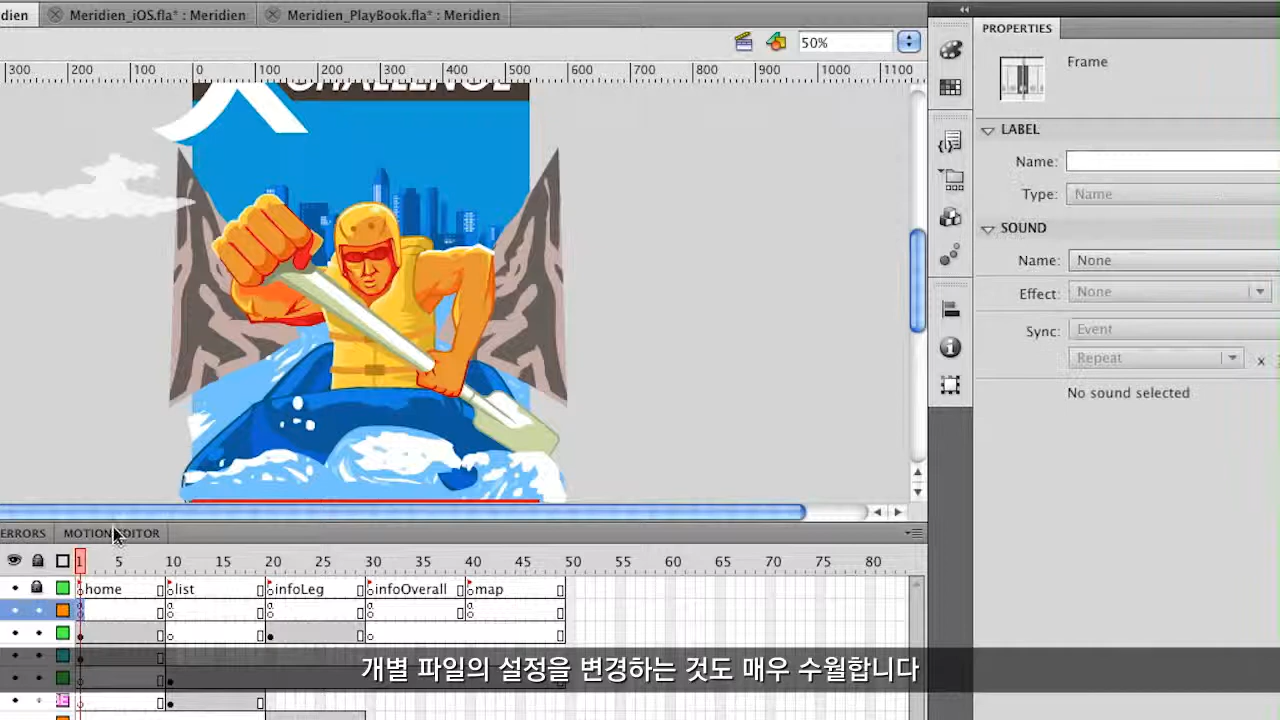 dien
Meridien_iOS.fla* : Meridien
Meridien_PlayBook.fla* : Meridien
50%
300 200 100 0 100 200 300 400 500 600 700 800 900 1000 1100
CHALLENCE
PROPERTIES
Frame
LABEL
Name:
Type: Name
SOUND
Name: None
Effect: None
Sync: Event
Repeat x
No sound selected
ERRORS MOTION EDITOR
1 5 10 15 20 25 30 35 40 45 50 55 60 65 70 75 80
home list infoLeg infoOverall map
개별 파일의 설정을 변경하는 것도 매우 수월합니다